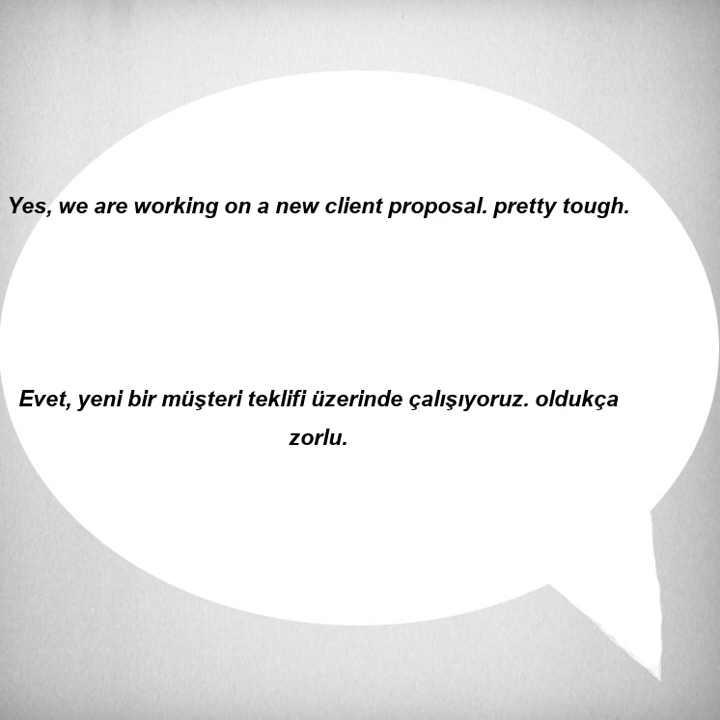 Yes, we are working on a new client proposal. pretty tough.
Evet, yeni bir müşteri teklifi üzerinde çalışıyoruz. oldukça
zorlu.